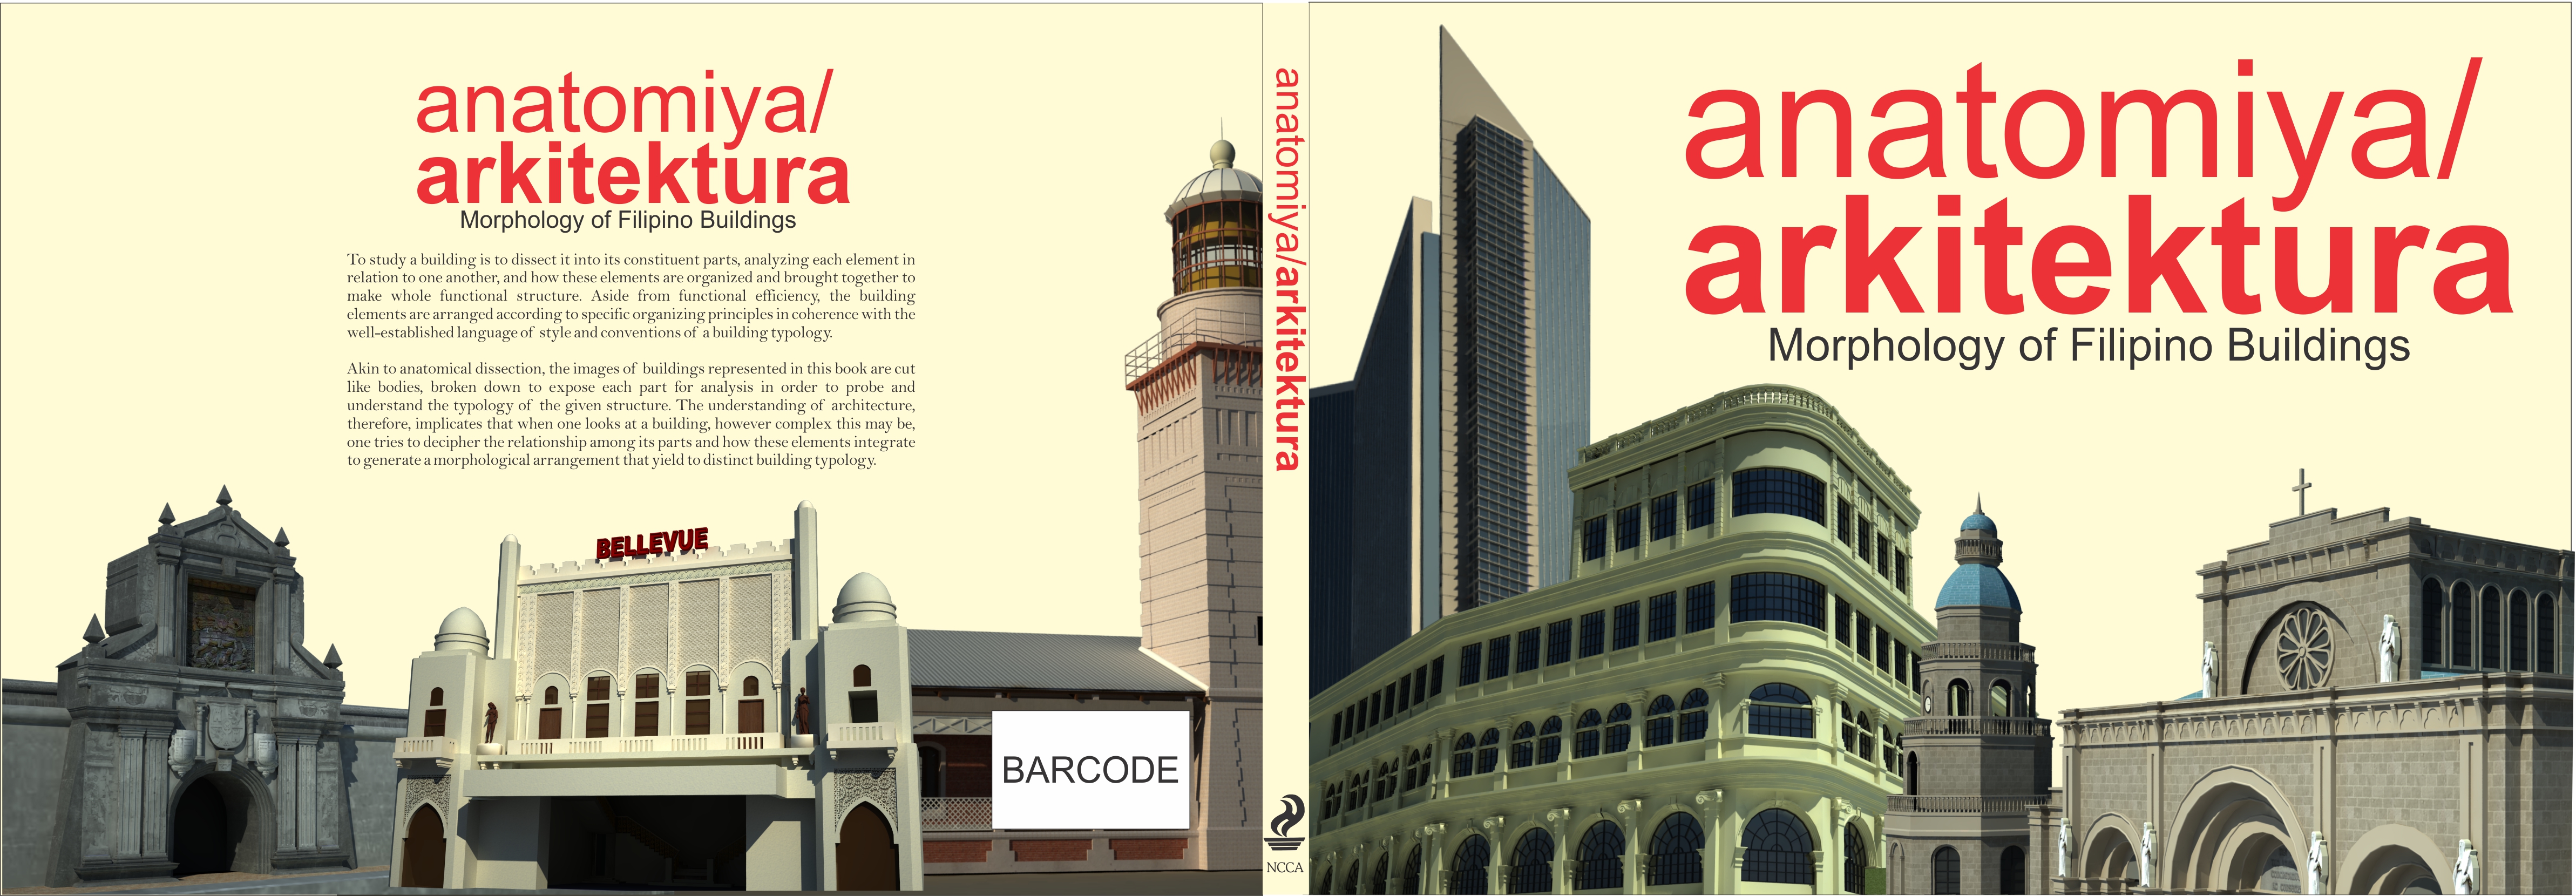 anatomiya/
arkitektura
Morphology of Filipino Buildings
To study a building is to dissect it into its constituent parts, analyzing each element in
relation to one another, and how these elements are organized and brought together to
make whole functional structure. Aside from functional efficiency, the building
elements are arranged according to specific organizing principles in coherence with the
well-established language of style and conventions of a building typology.
Akin to anatomical dissection, the images of buildings represented in this book are cut
like bodies, broken down to expose each part for analysis in order to probe and
understand the typology of the given structure. The understanding of architecture,
therefore, implicates that when one looks at a building, however complex this may be,
one tries to decipher the relationship among its parts and how these elements integrate
to generate a morphological arrangement that yield to distinct building typology.
BELLEVUE
BARCODE
anatomiya/arkitektura
NCCA
anatomiya/
arkitektura
Morphology of Filipino Buildings